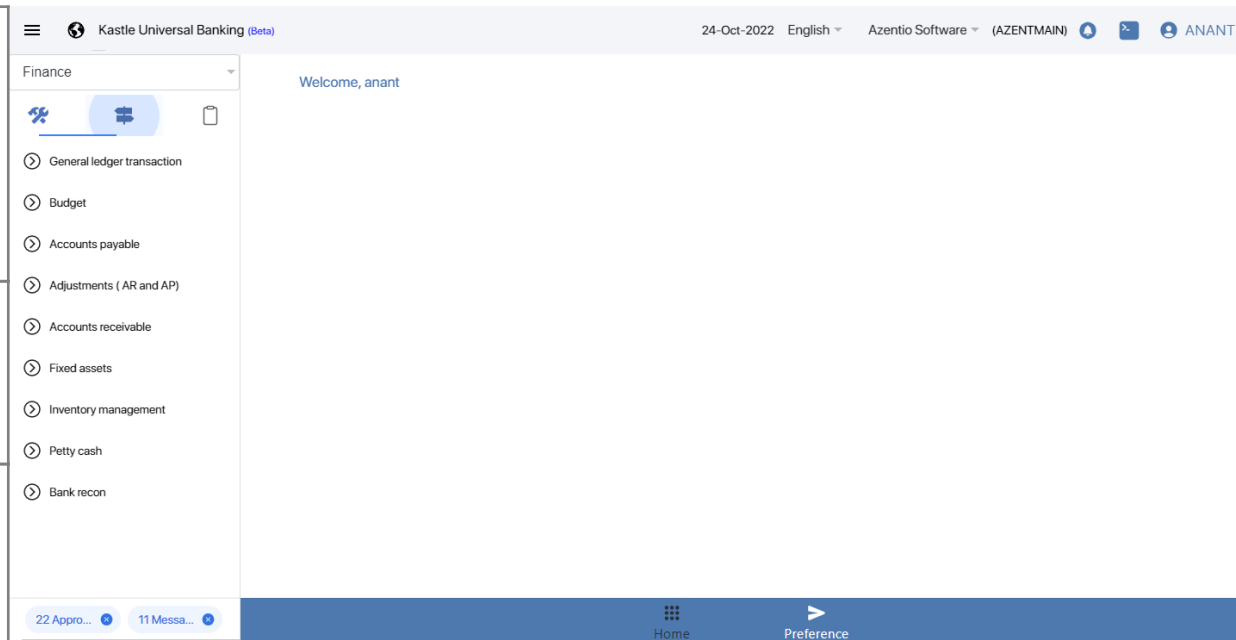 Kastle Universal Banking (Beta)
24-Oct-2022 English Azentio Software (AZENTMAIN) ANANT
Finance
Welcome, anant
General ledger transaction
Budget
Accounts payable
Adjustments ( AR and AP)
Accounts receivable
Fixed assets
Inventory management
Petty cash
Bank recon
22 Appro... 11 Messa...
Home Preference